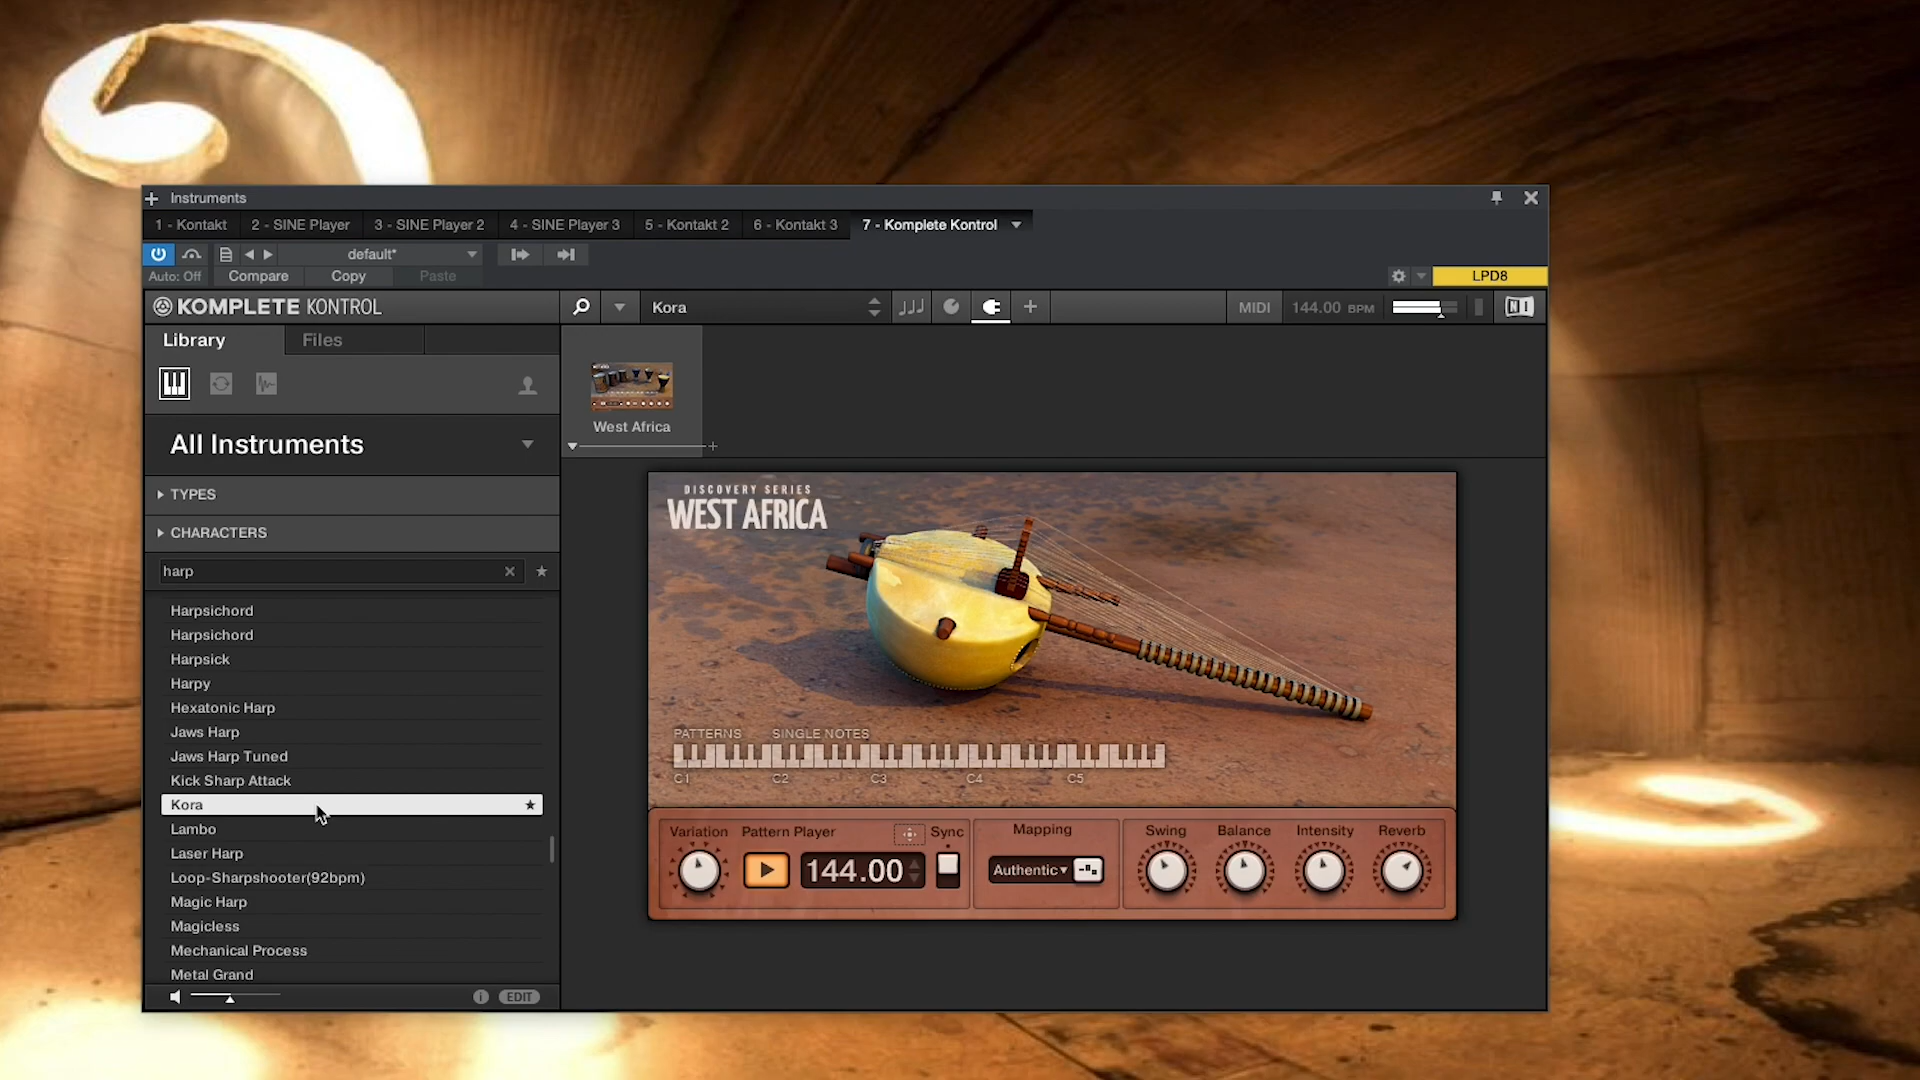 Instruments
1 - Kontakt 2 - SINE Player 3 - SINE Player 2 4 - SINE Player 3 5 - Kontakt 2 6 - Kontakt 3 7 - Komplete Kontrol
default*
Auto: Off Compare Copy Paste LPD8
KOMPLETE KONTROL Kora MIDI 144.00 BPM NI
Library Files
West Africa
All Instruments
TYPES
CHARACTERS
harp
Harpsichord
Harpsichord
Harpsick
Harpy
Hexatonic Harp
Jaws Harp
Jaws Harp Tuned
Kick Sharp Attack
Kora
Lambo
Laser Harp
Loop-Sharpshooter(92bpm)
Magic Harp
Magicless
Mechanical Process
Metal Grand
i EDIT
DISCOVERY SERIES
WEST AFRICA
PATTERNS SINGLE NOTES
C1 C2 C3 C4 C5
Variation Pattern Player Sync Mapping Swing Balance Intensity Reverb
144.00 Authentic